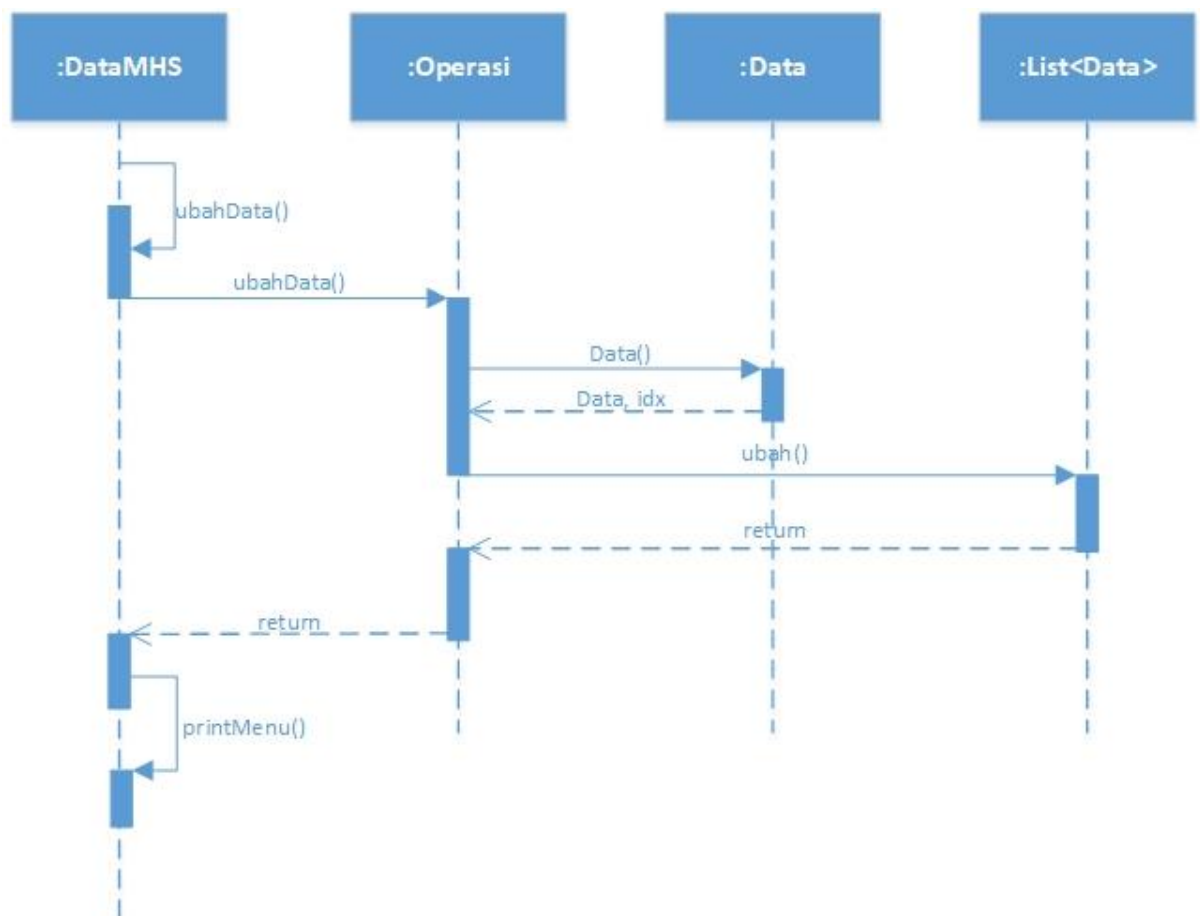 :DataMHS
:Operasi
:Data
:List<Data>
ubahData()
ubahData()
Data()
Data, idx
ubah()
return
return
printMenu()